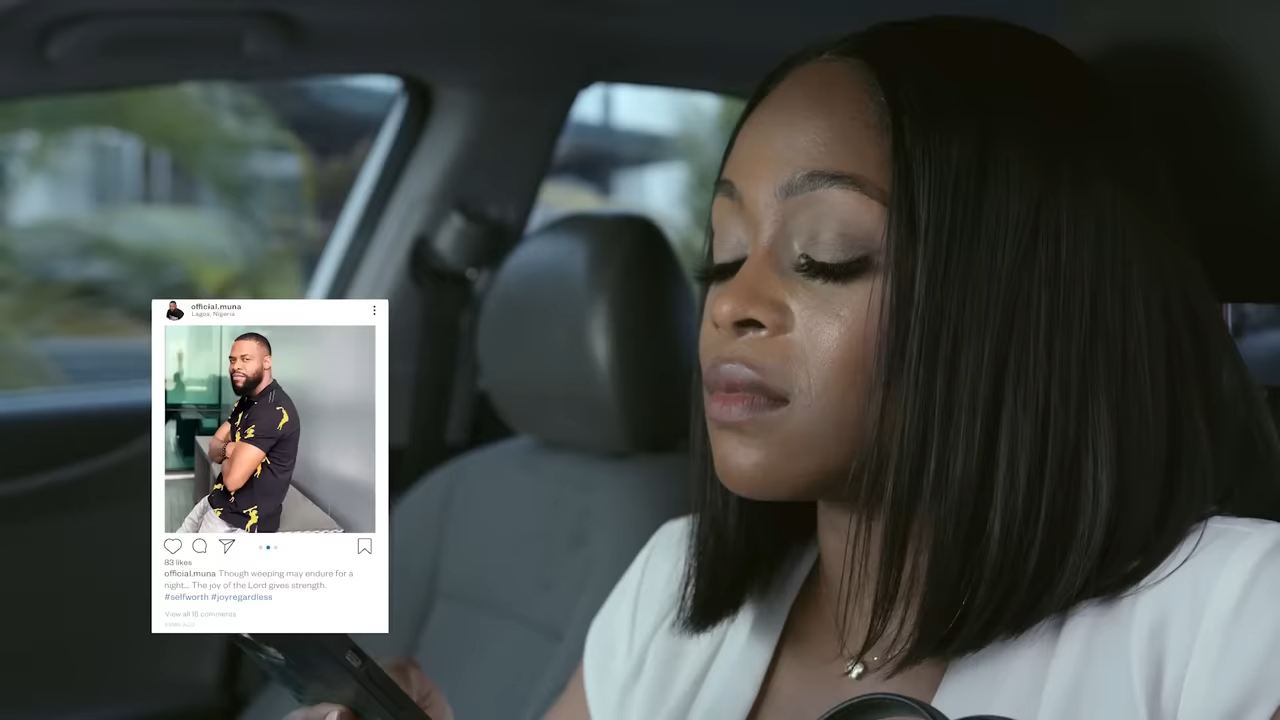 official.muna
Lagos, Nigeria
83 likes
official.muna Though weeping may endure for a
night... The joy of the Lord gives strength.
#selfworth #joyregardless
View all 18 comments